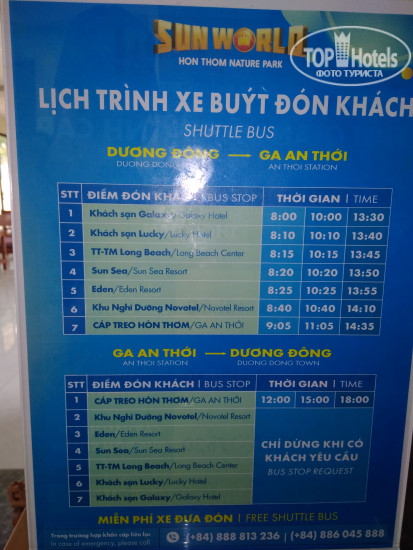 SUN WORLD
HON THOM NATURE PARK
TOP Hotels
ФОТО ТУРИСТА
LỊCH TRÌNH XE BUÝT ĐÓN KHÁCH
SHUTTLE BUS
DƯƠNG ĐÔNG → GA AN THỚI
DUONG DONG AN THOI STATION
STT ĐIỂM ĐÓN KHÁCH | BUS STOP THỜI GIAN | TIME
1 Khách sạn Galaxy/Galaxy Hotel 8:00 10:00 13:30
2 Khách sạn Lucky/Lucky Hotel 8:10 10:10 13:40
3 TT-TM Long Beach/Long Beach Center 8:15 10:15 13:45
4 Sun Sea/Sun Sea Resort 8:20 10:20 13:50
5 Eden/Eden Resort 8:25 10:25 13:55
6 Khu Nghỉ Dưỡng Novotel/Novotel Resort 8:40 10:40 14:10
7 CÁP TREO HÒN THƠM/GA AN THỚI 9:05 11:05 14:35
GA AN THỚI → DƯƠNG ĐÔNG
AN THOI STATION DUONG DONG TOWN
STT ĐIỂM ĐÓN KHÁCH | BUS STOP THỜI GIAN | TIME
1 CÁP TREO HÒN THƠM/GA AN THỚI 12:00 15:00 18:00
2 Khu Nghỉ Dưỡng Novotel/Novotel Resort
3 Eden/Eden Resort
4 Sun Sea/Sun Sea Resort
5 TT-TM Long Beach/Long Beach Center
6 Khách sạn Lucky/Lucky Hotel
7 Khách sạn Galaxy/Galaxy Hotel
CHỈ DỪNG KHI CÓ
KHÁCH YÊU CẦU
BUS STOP REQUEST
MIỄN PHÍ XE ĐƯA ĐÓN | FREE SHUTTLE BUS
Trong trường hợp khẩn cấp liên lạc
In case of emergency, please call
(+84) 888 813 236 | (+84) 886 045 888